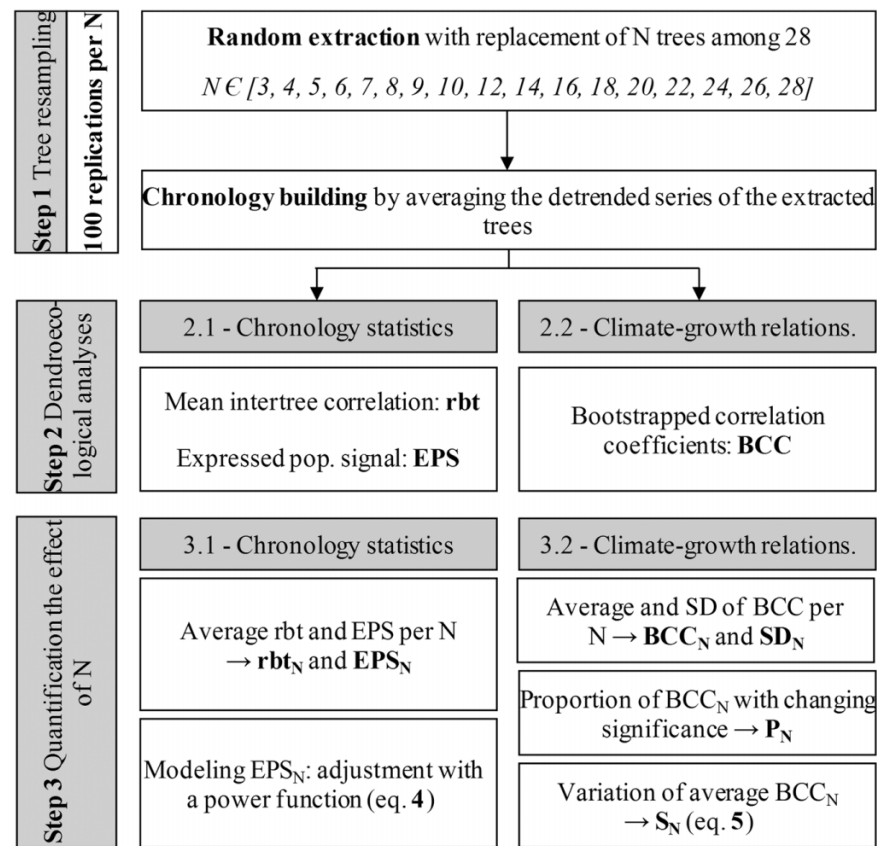 Step 1 Tree resampling
100 replications per N
Random extraction with replacement of N trees among 28
N Є [3, 4, 5, 6, 7, 8, 9, 10, 12, 14, 16, 18, 20, 22, 24, 26, 28]
Chronology building by averaging the detrended series of the extracted
trees
Step 2 Dendroeco-
logical analyses
2.1 - Chronology statistics
Mean intertree correlation: rbt
Expressed pop. signal: EPS
2.2 - Climate-growth relations.
Bootstrapped correlation
coefficients: BCC
Step 3 Quantification the effect
of N
3.1 - Chronology statistics
Average rbt and EPS per N
→ rbtN and EPSN
Modeling EPSN: adjustment with
a power function (eq. 4)
3.2 - Climate-growth relations.
Average and SD of BCC per
N → BCCN and SDN
Proportion of BCCN with changing
significance → PN
Variation of average BCCN
→ SN (eq. 5)